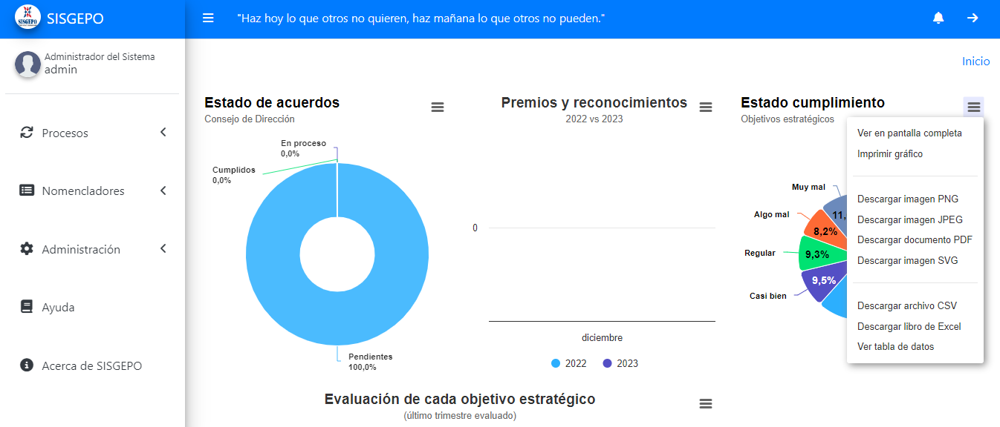 SISGEPO
SISGEPO
"Haz hoy lo que otros no quieren, haz mañana lo que otros no pueden."
Administrador del Sistema
admin
Inicio
Procesos
Nomencladores
Administración
Ayuda
Acerca de SISGEPO
Estado de acuerdos
Consejo de Dirección
En proceso
0,0%
Cumplidos
0,0%
Pendientes
100,0%
Premios y reconocimientos
2022 vs 2023
0
diciembre
2022
2023
Estado cumplimiento
Objetivos estratégicos
Muy mal
11,
Algo mal
8,2%
Regular
9,3%
Casi bien
9,5%
Ver en pantalla completa
Imprimir gráfico
Descargar imagen PNG
Descargar imagen JPEG
Descargar documento PDF
Descargar imagen SVG
Descargar archivo CSV
Descargar libro de Excel
Ver tabla de datos
Evaluación de cada objetivo estratégico
(último trimestre evaluado)